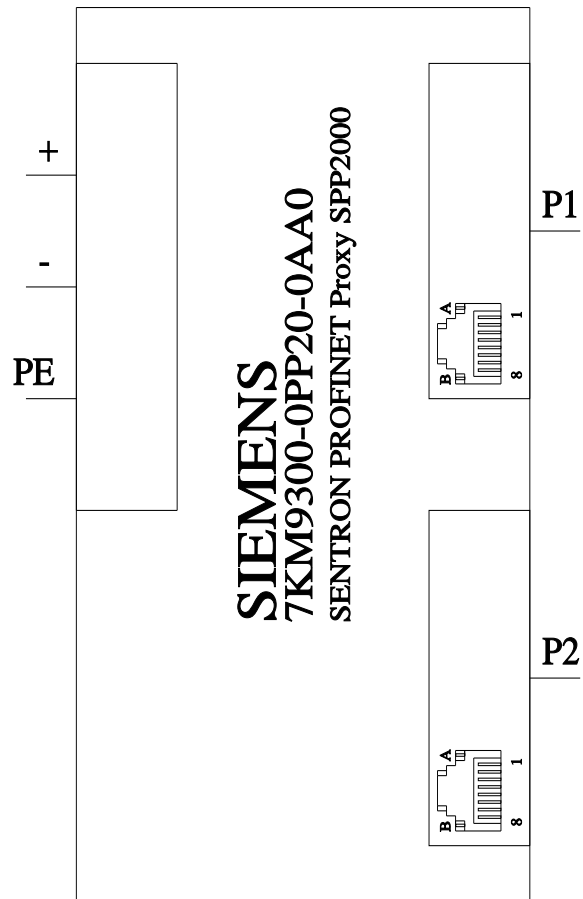 +
-
PE
SIEMENS
7KM9300-0PP20-0AA0
SENTRON PROFINET Proxy SPP2000
P1
A
1
B
8
P2
A
1
B
8